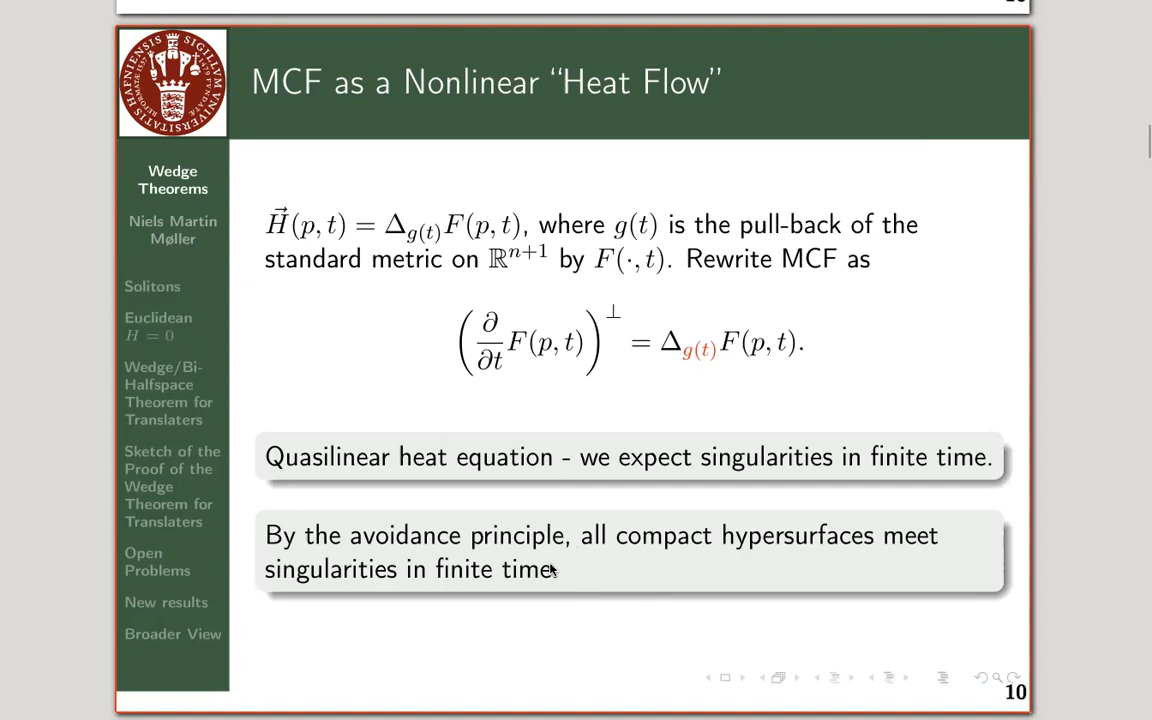 MCF as a Nonlinear “Heat Flow”
Wedge
Theorems
Niels Martin
Møller
Solitons
Euclidean
H = 0
Wedge/Bi-
Halfspace
Theorem for
Translaters
Sketch of the
Proof of the
Wedge
Theorem for
Translaters
Open
Problems
New results
Broader View
H⃗(p, t) = Δ_{g(t)}F(p, t), where g(t) is the pull-back of the
standard metric on ℝ^{n+1} by F(·, t). Rewrite MCF as
(∂/∂t F(p, t))^⊥ = Δ_{g(t)}F(p, t).
Quasilinear heat equation - we expect singularities in finite time.
By the avoidance principle, all compact hypersurfaces meet
singularities in finite time.
10